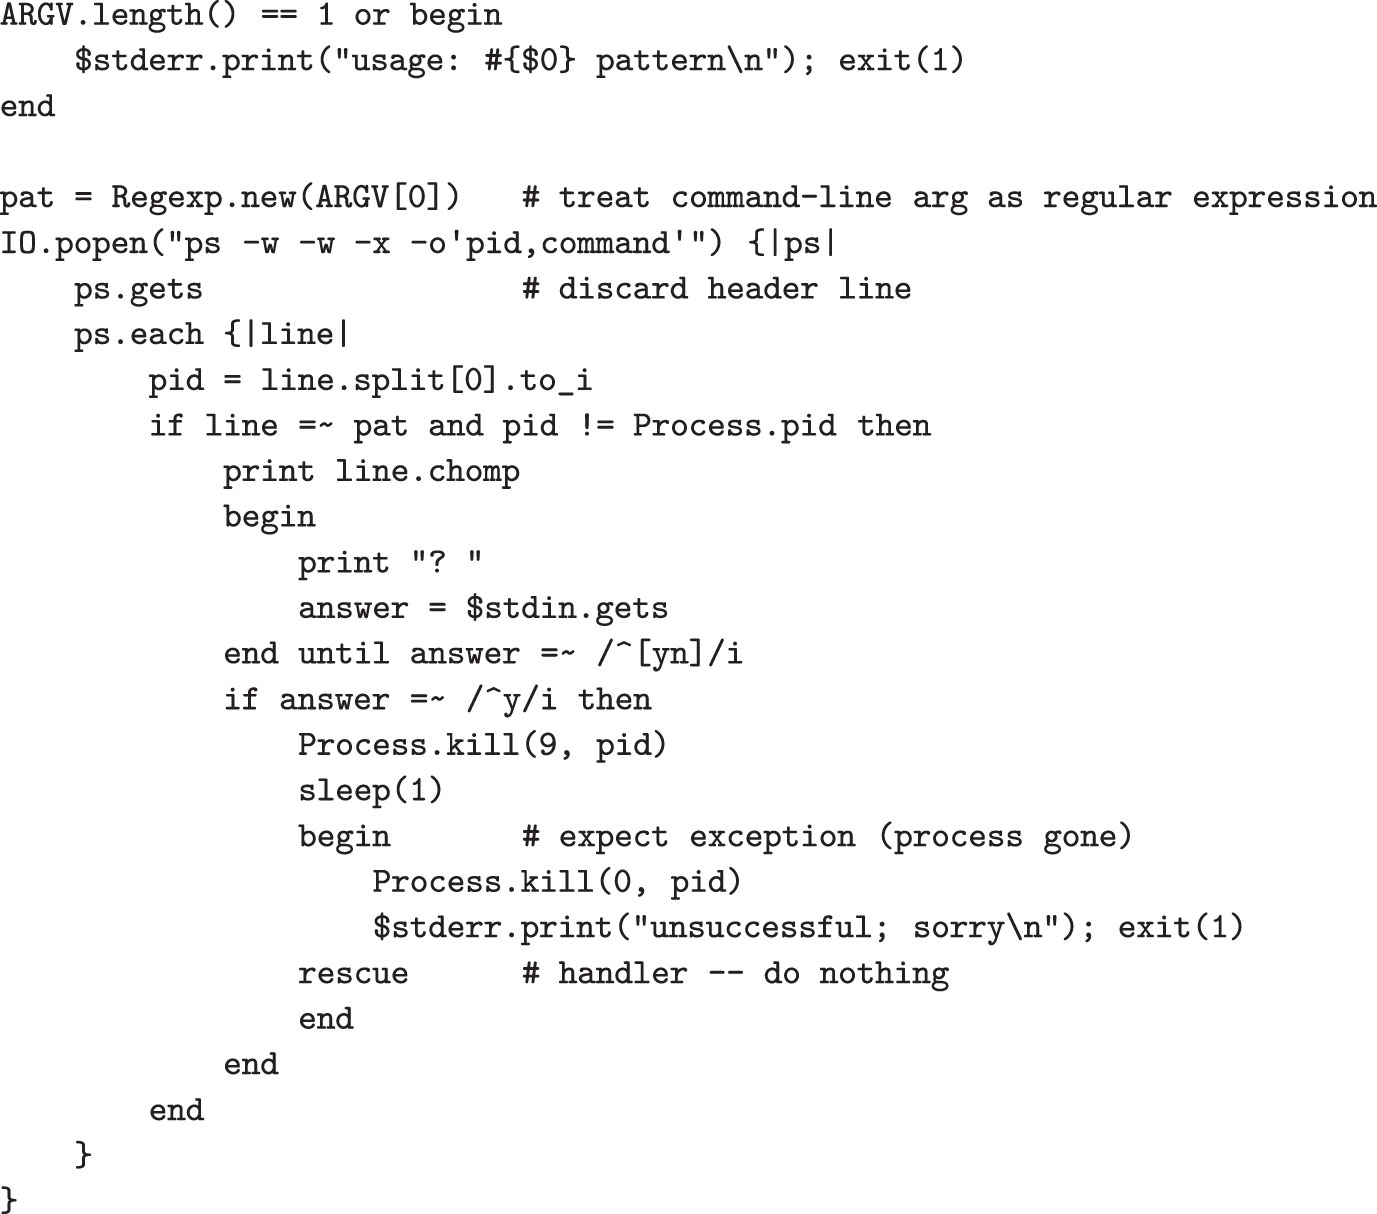 ARGV.length() == 1 or begin
    $stderr.print("usage: #{$0} pattern\n"); exit(1)
end

pat = Regexp.new(ARGV[0])   # treat command-line arg as regular expression
IO.popen("ps -w -w -x -o'pid,command'") {|ps|
    ps.gets                 # discard header line
    ps.each {|line|
        pid = line.split[0].to_i
        if line =~ pat and pid != Process.pid then
            print line.chomp
            begin
                print "? "
                answer = $stdin.gets
            end until answer =~ /^[yn]/i
            if answer =~ /^y/i then
                Process.kill(9, pid)
                sleep(1)
                begin       # expect exception (process gone)
                    Process.kill(0, pid)
                    $stderr.print("unsuccessful; sorry\n"); exit(1)
                rescue      # handler -- do nothing
                end
            end
        end
    }
}